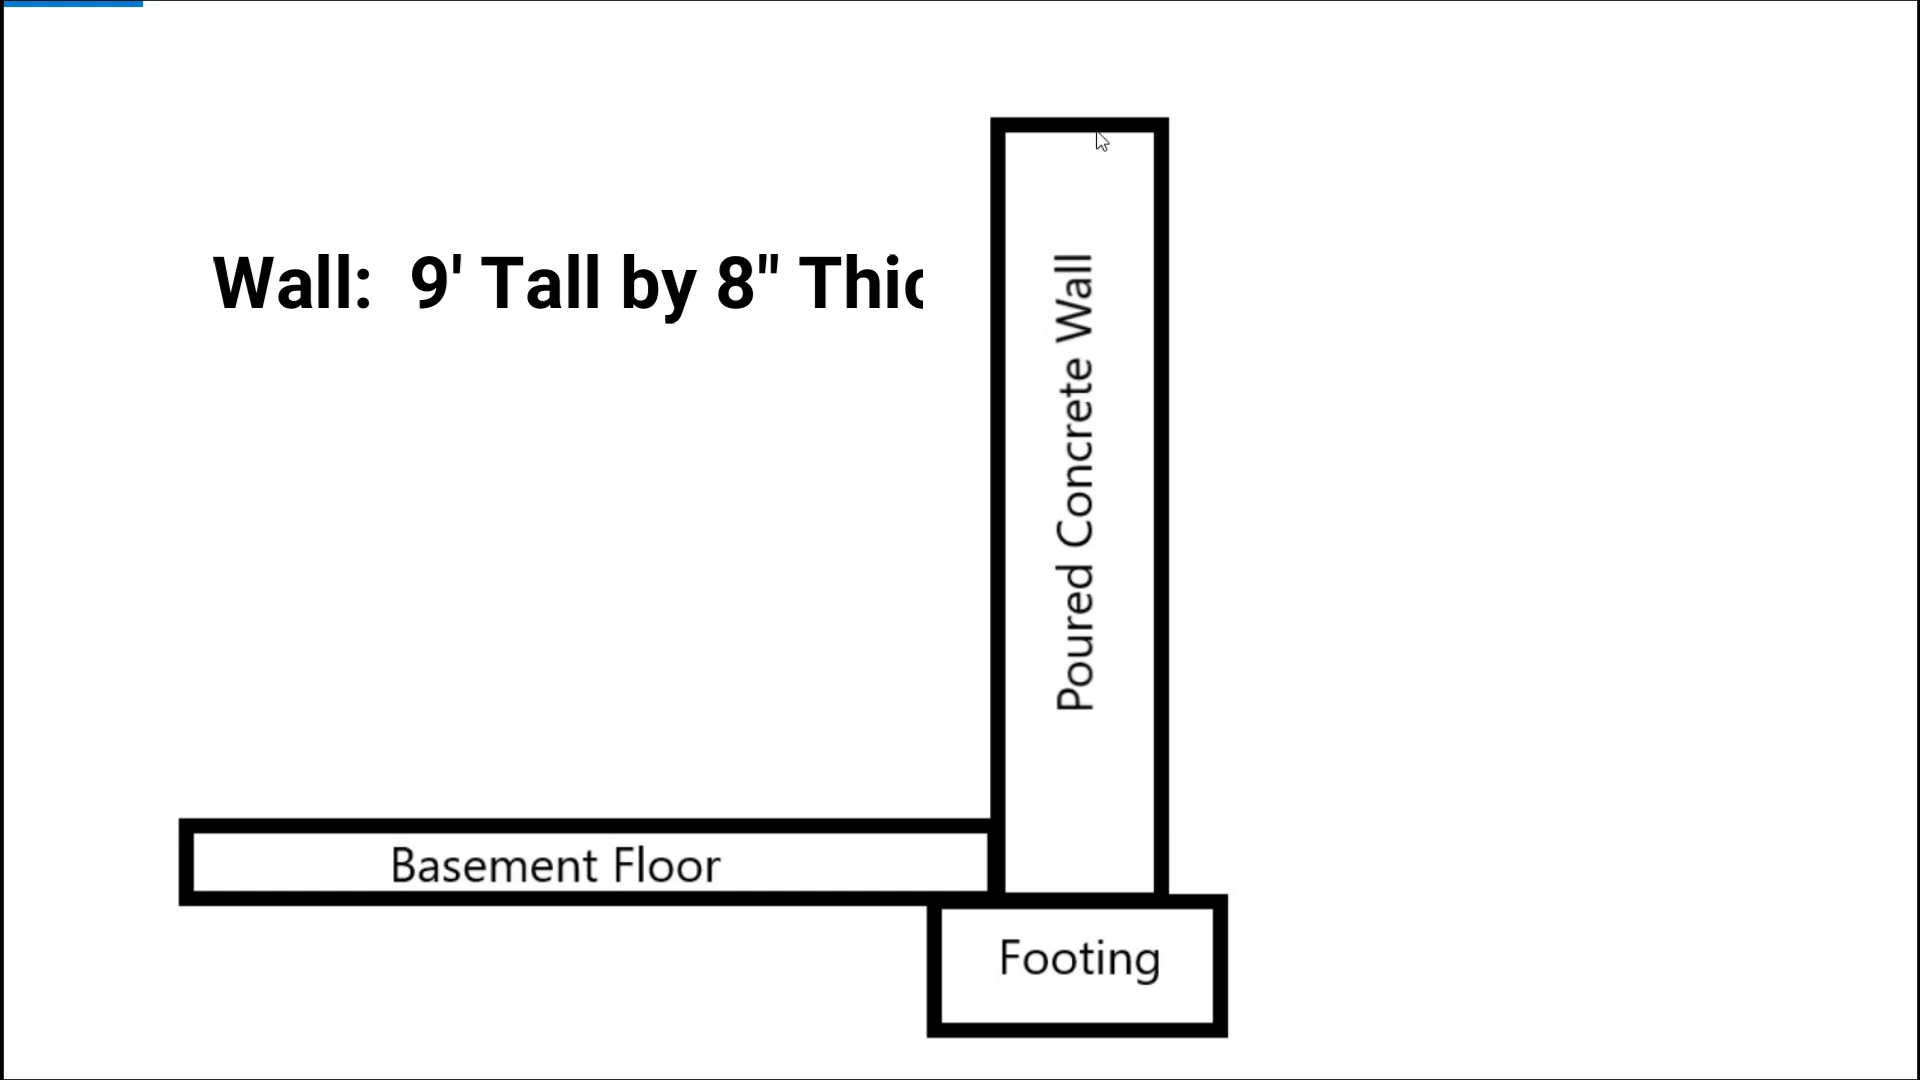 Wall:  9' Tall by 8" Thic
Poured Concrete Wall
Basement Floor
Footing